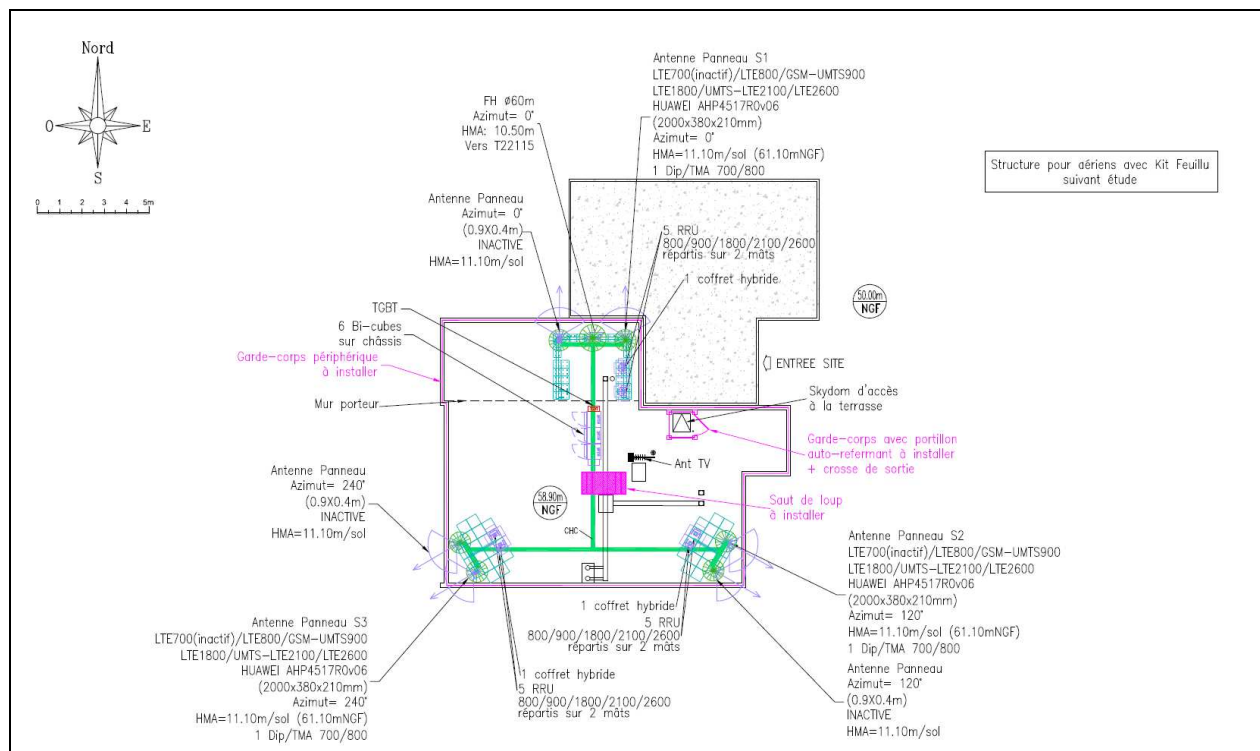 Nord
O
E
S
0 1 2 3 4 5m
Antenne Panneau S1
LTE700(inactif)/LTE800/GSM-UMTS900
LTE1800/UMTS-LTE2100/LTE2600
HUAWEI AHP4517R0v06
(2000x380x210mm)
Azimut= 0°
HMA=11.10m/sol (61.10mNGF)
1 Dip/TMA 700/800
FH Ø60m
Azimut= 0°
HMA: 10.50m
Vers T22115
Structure pour aériens avec Kit Feuillu
suivant étude
Antenne Panneau
Azimut= 0°
(0.9X0.4m)
INACTIVE
HMA=11.10m/sol
5 RRU
800/900/1800/2100/2600
répartis sur 2 mâts
1 coffret hybride
50.00m
NGF
TGBT
6 Bi-cubes
sur châssis
Garde-corps périphérique
à installer
Mur porteur
ENTREE SITE
Skydom d'accès
à la terrasse
Garde-corps avec portillon
auto-refermant à installer
+ crosse de sortie
Ant TV
Saut de loup
à installer
58.90m
NGF
CHC
Antenne Panneau
Azimut= 240°
(0.9X0.4m)
INACTIVE
HMA=11.10m/sol
Antenne Panneau S2
LTE700(inactif)/LTE800/GSM-UMTS900
LTE1800/UMTS-LTE2100/LTE2600
HUAWEI AHP4517R0v06
(2000x380x210mm)
Azimut= 120°
HMA=11.10m/sol (61.10mNGF)
1 Dip/TMA 700/800
1 coffret hybride
5 RRU
800/900/1800/2100/2600
répartis sur 2 mâts
Antenne Panneau S3
LTE700(inactif)/LTE800/GSM-UMTS900
LTE1800/UMTS-LTE2100/LTE2600
HUAWEI AHP4517R0v06
(2000x380x210mm)
Azimut= 240°
HMA=11.10m/sol (61.10mNGF)
1 Dip/TMA 700/800
1 coffret hybride
5 RRU
800/900/1800/2100/2600
répartis sur 2 mâts
Antenne Panneau
Azimut= 120°
(0.9X0.4m)
INACTIVE
HMA=11.10m/sol